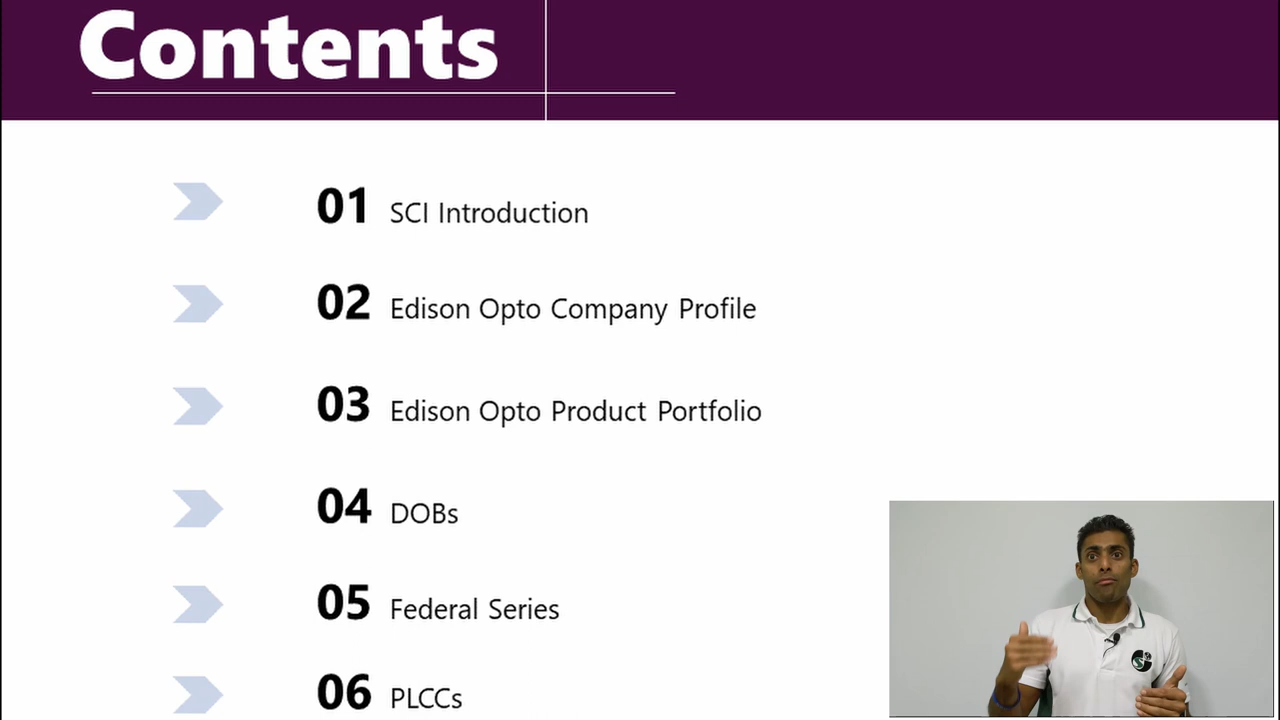 Contents
01 SCI Introduction
02 Edison Opto Company Profile
03 Edison Opto Product Portfolio
04 DOBs
05 Federal Series
06 PLCCs